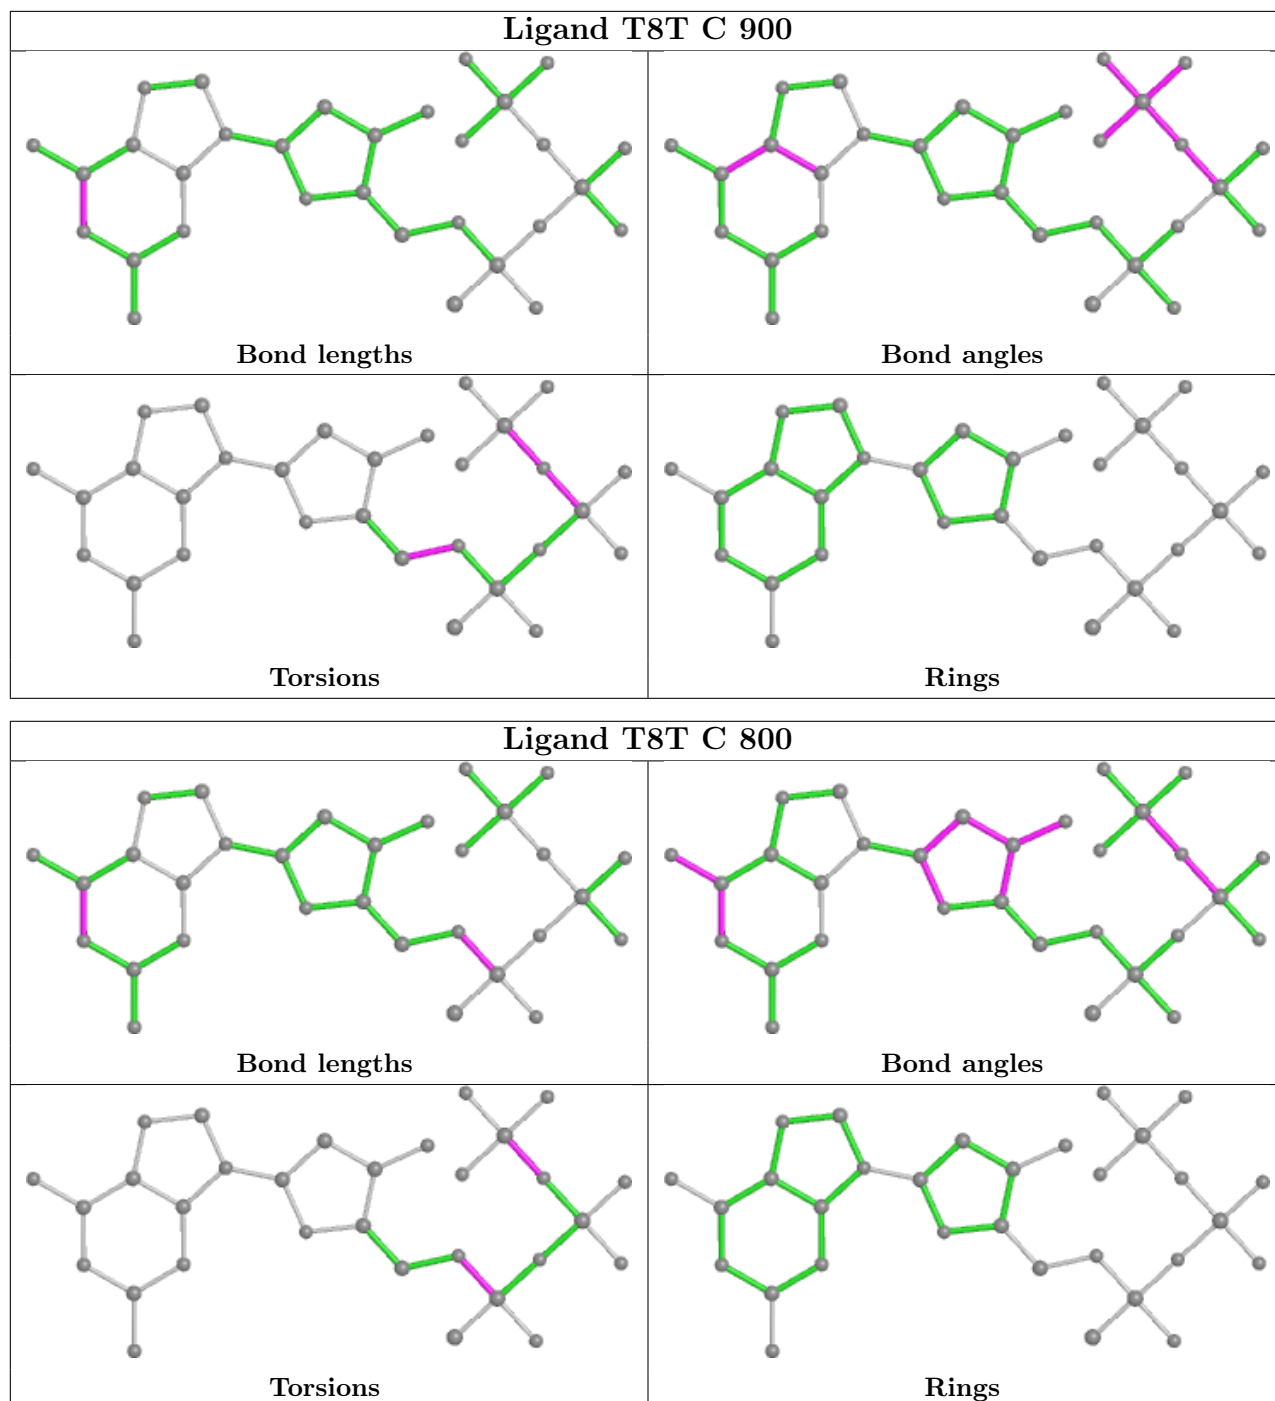 Ligand T8T C 900
Bond lengths
Bond angles
Torsions
Rings
Ligand T8T C 800
Bond lengths
Bond angles
Torsions
Rings